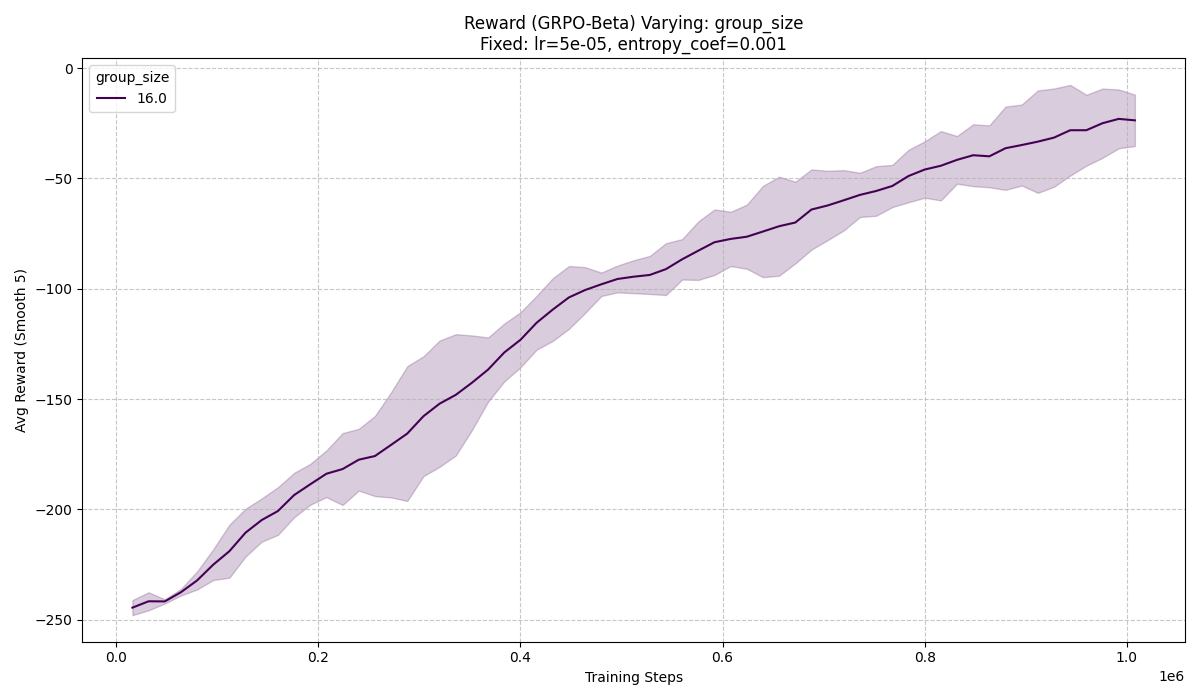 Reward (GRPO-Beta) Varying: group_size
Fixed: lr=5e-05, entropy_coef=0.001
group_size
16.0
Avg Reward (Smooth 5)
0
−50
−100
−150
−200
−250
0.0
0.2
0.4
0.6
0.8
1.0
1e6
Training Steps